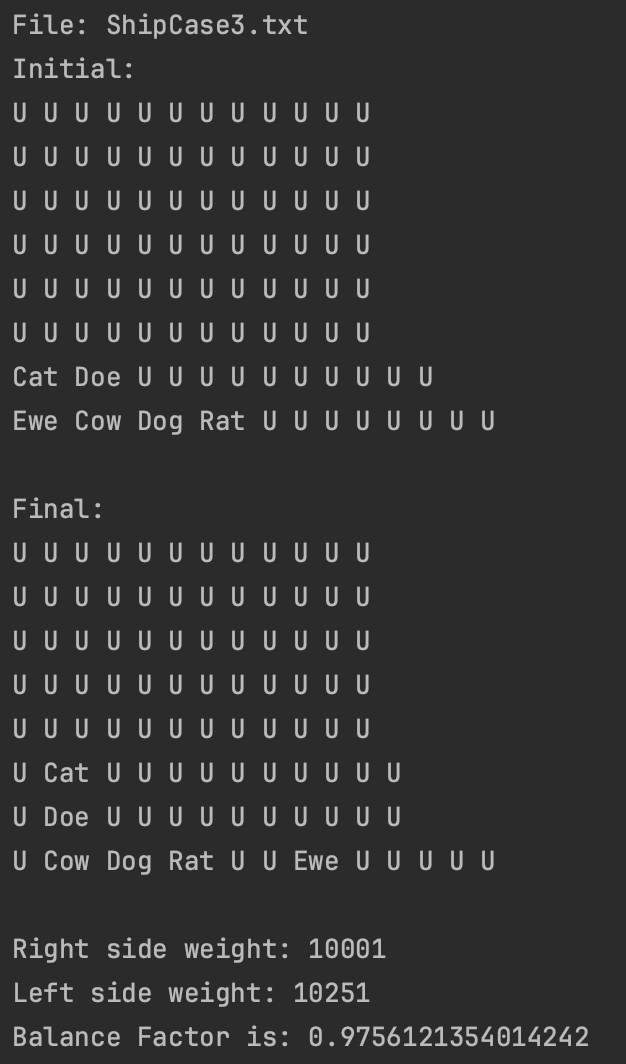 File: ShipCase3.txt
Initial:
U U U U U U U U U U U U
U U U U U U U U U U U U
U U U U U U U U U U U U
U U U U U U U U U U U U
U U U U U U U U U U U U
U U U U U U U U U U U U
Cat Doe U U U U U U U U U U
Ewe Cow Dog Rat U U U U U U U U
Final:
U U U U U U U U U U U U
U U U U U U U U U U U U
U U U U U U U U U U U U
U U U U U U U U U U U U
U U U U U U U U U U U U
U Cat U U U U U U U U U U
U Doe U U U U U U U U U U
U Cow Dog Rat U U Ewe U U U U U
Right side weight: 10001
Left side weight: 10251
Balance Factor is: 0.9756121354014242